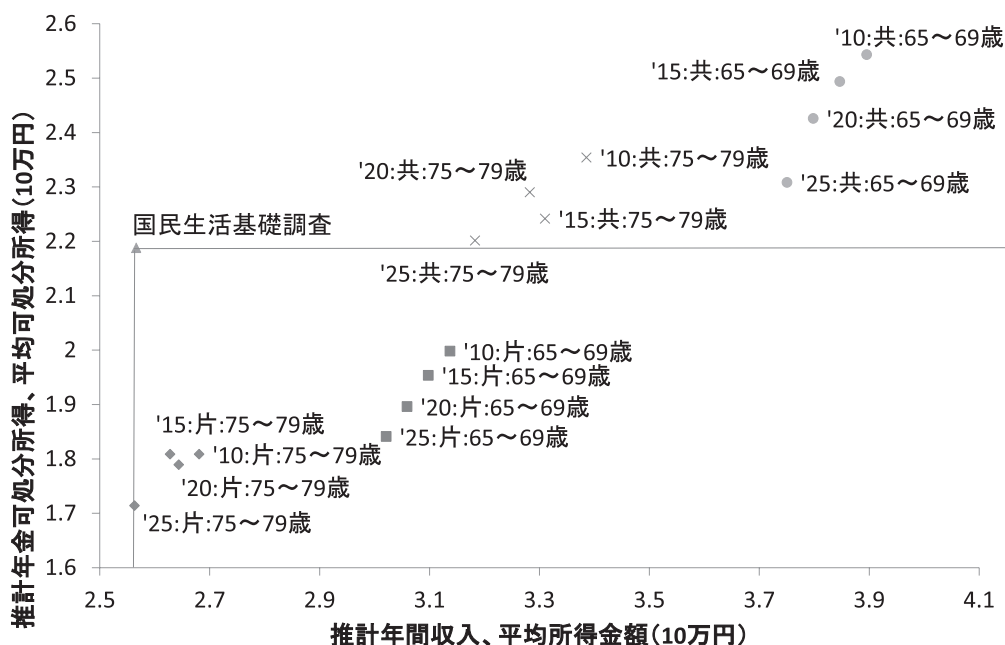 推計年金可処分所得、平均可処分所得(10万円)
2.6
2.5
2.4
2.3
2.2
2.1
2
1.9
1.8
1.7
1.6
'10:共:65〜69歳
'15:共:65〜69歳
'20:共:65〜69歳
'10:共:75〜79歳
'20:共:75〜79歳
'25:共:65〜69歳
'15:共:75〜79歳
国民生活基礎調査
'25:共:75〜79歳
'10:片:65〜69歳
'15:片:65〜69歳
'20:片:65〜69歳
'15:片:75〜79歳
'25:片:65〜69歳
'10:片:75〜79歳
'20:片:75〜79歳
'25:片:75〜79歳
2.5 2.7 2.9 3.1 3.3 3.5 3.7 3.9 4.1
推計年間収入、平均所得金額(10万円)